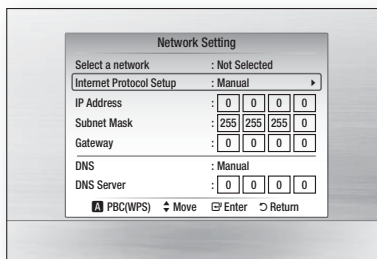 Network Setting
Select a network : Not Selected
Internet Protocol Setup : Manual
IP Address : 0 0 0 0
Subnet Mask : 255 255 255 0
Gateway : 0 0 0 0
DNS : Manual
DNS Server : 0 0 0 0
A PBC(WPS) Move Enter Return